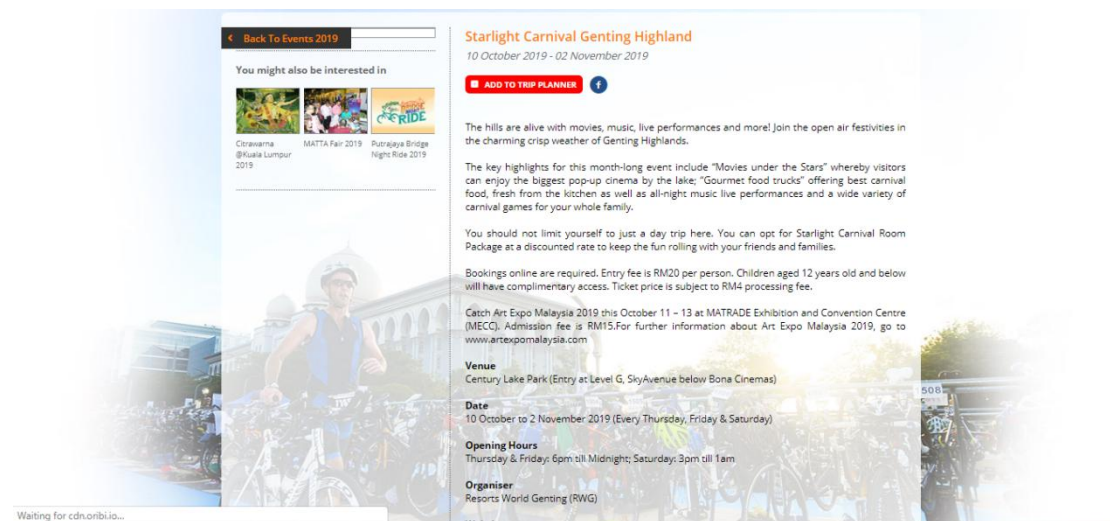 Back To Events 2019
You might also be interested in
RIDE
Citrawarna
@Kuala Lumpur
2019
MATTA Fair 2019
Putrajaya Bridge
Night Ride 2019
Starlight Carnival Genting Highland
10 October 2019 - 02 November 2019
ADD TO TRIP PLANNER
f
The hills are alive with movies, music, live performances and more! Join the open air festivities in
the charming crisp weather of Genting Highlands.
The key highlights for this month-long event include “Movies under the Stars” whereby visitors
can enjoy the biggest pop-up cinema by the lake; “Gourmet food trucks” offering best carnival
food, fresh from the kitchen as well as all-night music live performances and a wide variety of
carnival games for your whole family.
You should not limit yourself to just a day trip here. You can opt for Starlight Carnival Room
Package at a discounted rate to keep the fun rolling with your friends and families.
Bookings online are required. Entry fee is RM20 per person. Children aged 12 years old and below
will have complimentary access. Ticket price is subject to RM4 processing fee.
Catch Art Expo Malaysia 2019 this October 11 – 13 at MATRADE Exhibition and Convention Centre
(MECC). Admission fee is RM15.For further information about Art Expo Malaysia 2019, go to
www.artexpomalaysia.com
Venue
Century Lake Park (Entry at Level G, SkyAvenue below Bona Cinemas)
Date
10 October to 2 November 2019 (Every Thursday, Friday & Saturday)
Opening Hours
Thursday & Friday: 6pm till Midnight; Saturday: 3pm till 1am
Organiser
Resorts World Genting (RWG)
508
Waiting for cdn.oribi.io...